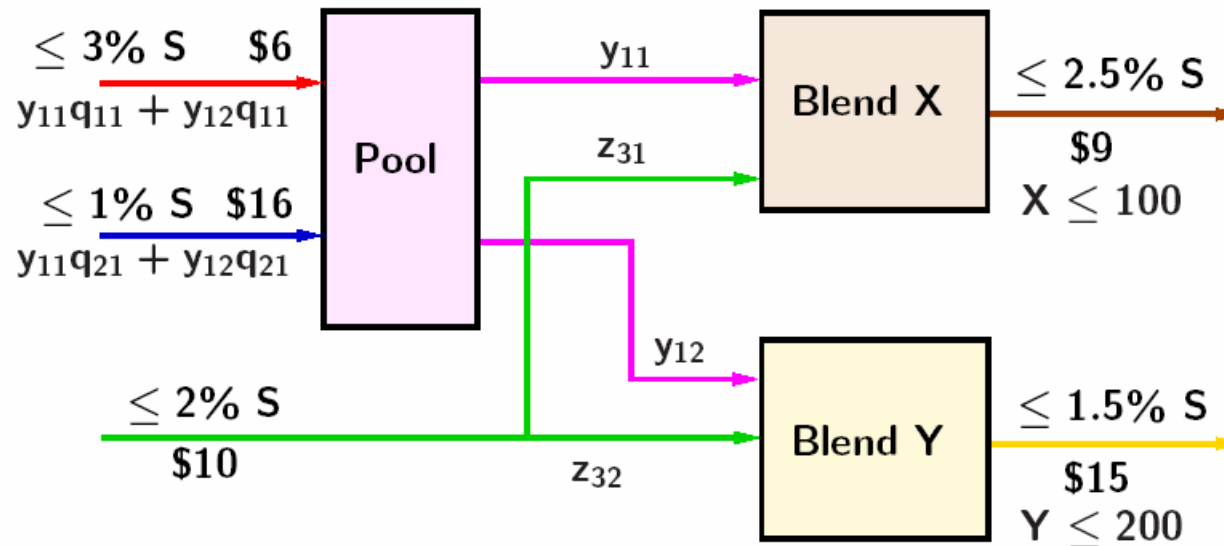 ≤ 3% S $6
y₁₁q₁₁ + y₁₂q₁₁
≤ 1% S $16
y₁₁q₂₁ + y₁₂q₂₁
Pool
≤ 2% S
$10
y₁₁
z₃₁
y₁₂
z₃₂
Blend X
≤ 2.5% S
$9
X ≤ 100
Blend Y
≤ 1.5% S
$15
Y ≤ 200